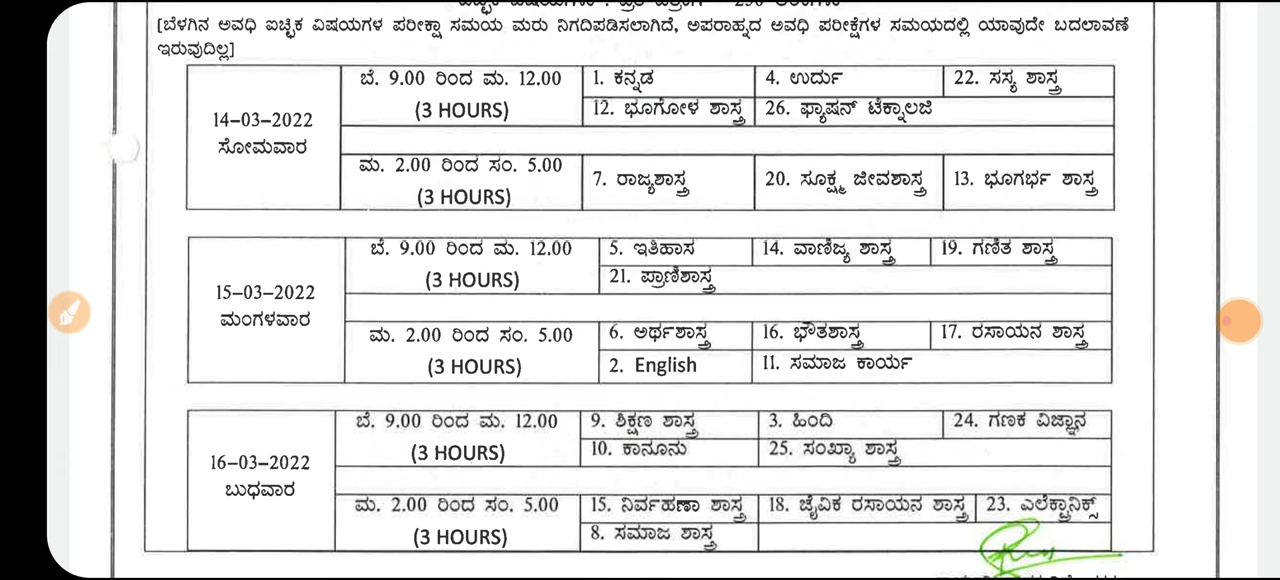 [ಬೆಳಗಿನ ಅವಧಿ ಐಚ್ಛಿಕ ವಿಷಯಗಳ ಪರೀಕ್ಷಾ ಸಮಯ ಮರು ನಿಗದಿಪಡಿಸಲಾಗಿದೆ, ಅಪರಾಹ್ನದ ಅವಧಿ ಪರೀಕ್ಷೆಗಳ ಸಮಯದಲ್ಲಿ ಯಾವುದೇ ಬದಲಾವಣೆ
ಇರುವುದಿಲ್ಲ]
14-03-2022
ಸೋಮವಾರ
ಬೆ. 9.00 ರಿಂದ ಮ. 12.00
(3 HOURS)
1. ಕನ್ನಡ 4. ಉರ್ದು 22. ಸಸ್ಯ ಶಾಸ್ತ್ರ
12. ಭೂಗೋಳ ಶಾಸ್ತ್ರ 26. ಫ್ಯಾಷನ್ ಟೆಕ್ನಾಲಜಿ
ಮ. 2.00 ರಿಂದ ಸಂ. 5.00
(3 HOURS)
7. ರಾಜ್ಯಶಾಸ್ತ್ರ 20. ಸೂಕ್ಷ್ಮ ಜೀವಶಾಸ್ತ್ರ 13. ಭೂಗರ್ಭ ಶಾಸ್ತ್ರ
15-03-2022
ಮಂಗಳವಾರ
ಬೆ. 9.00 ರಿಂದ ಮ. 12.00
(3 HOURS)
5. ಇತಿಹಾಸ 14. ವಾಣಿಜ್ಯ ಶಾಸ್ತ್ರ 19. ಗಣಿತ ಶಾಸ್ತ್ರ
21. ಪ್ರಾಣಿಶಾಸ್ತ್ರ
ಮ. 2.00 ರಿಂದ ಸಂ. 5.00
(3 HOURS)
6. ಅರ್ಥಶಾಸ್ತ್ರ 16. ಭೌತಶಾಸ್ತ್ರ 17. ರಸಾಯನ ಶಾಸ್ತ್ರ
2. English 11. ಸಮಾಜ ಕಾರ್ಯ
16-03-2022
ಬುಧವಾರ
ಬೆ. 9.00 ರಿಂದ ಮ. 12.00
(3 HOURS)
9. ಶಿಕ್ಷಣ ಶಾಸ್ತ್ರ 3. ಹಿಂದಿ 24. ಗಣಕ ವಿಜ್ಞಾನ
10. ಕಾನೂನು 25. ಸಂಖ್ಯಾ ಶಾಸ್ತ್ರ
ಮ. 2.00 ರಿಂದ ಸಂ. 5.00
(3 HOURS)
15. ನಿರ್ವಹಣಾ ಶಾಸ್ತ್ರ 18. ಜೈವಿಕ ರಸಾಯನ ಶಾಸ್ತ್ರ 23. ಎಲೆಕ್ಟ್ರಾನಿಕ್ಸ್
8. ಸಮಾಜ ಶಾಸ್ತ್ರ